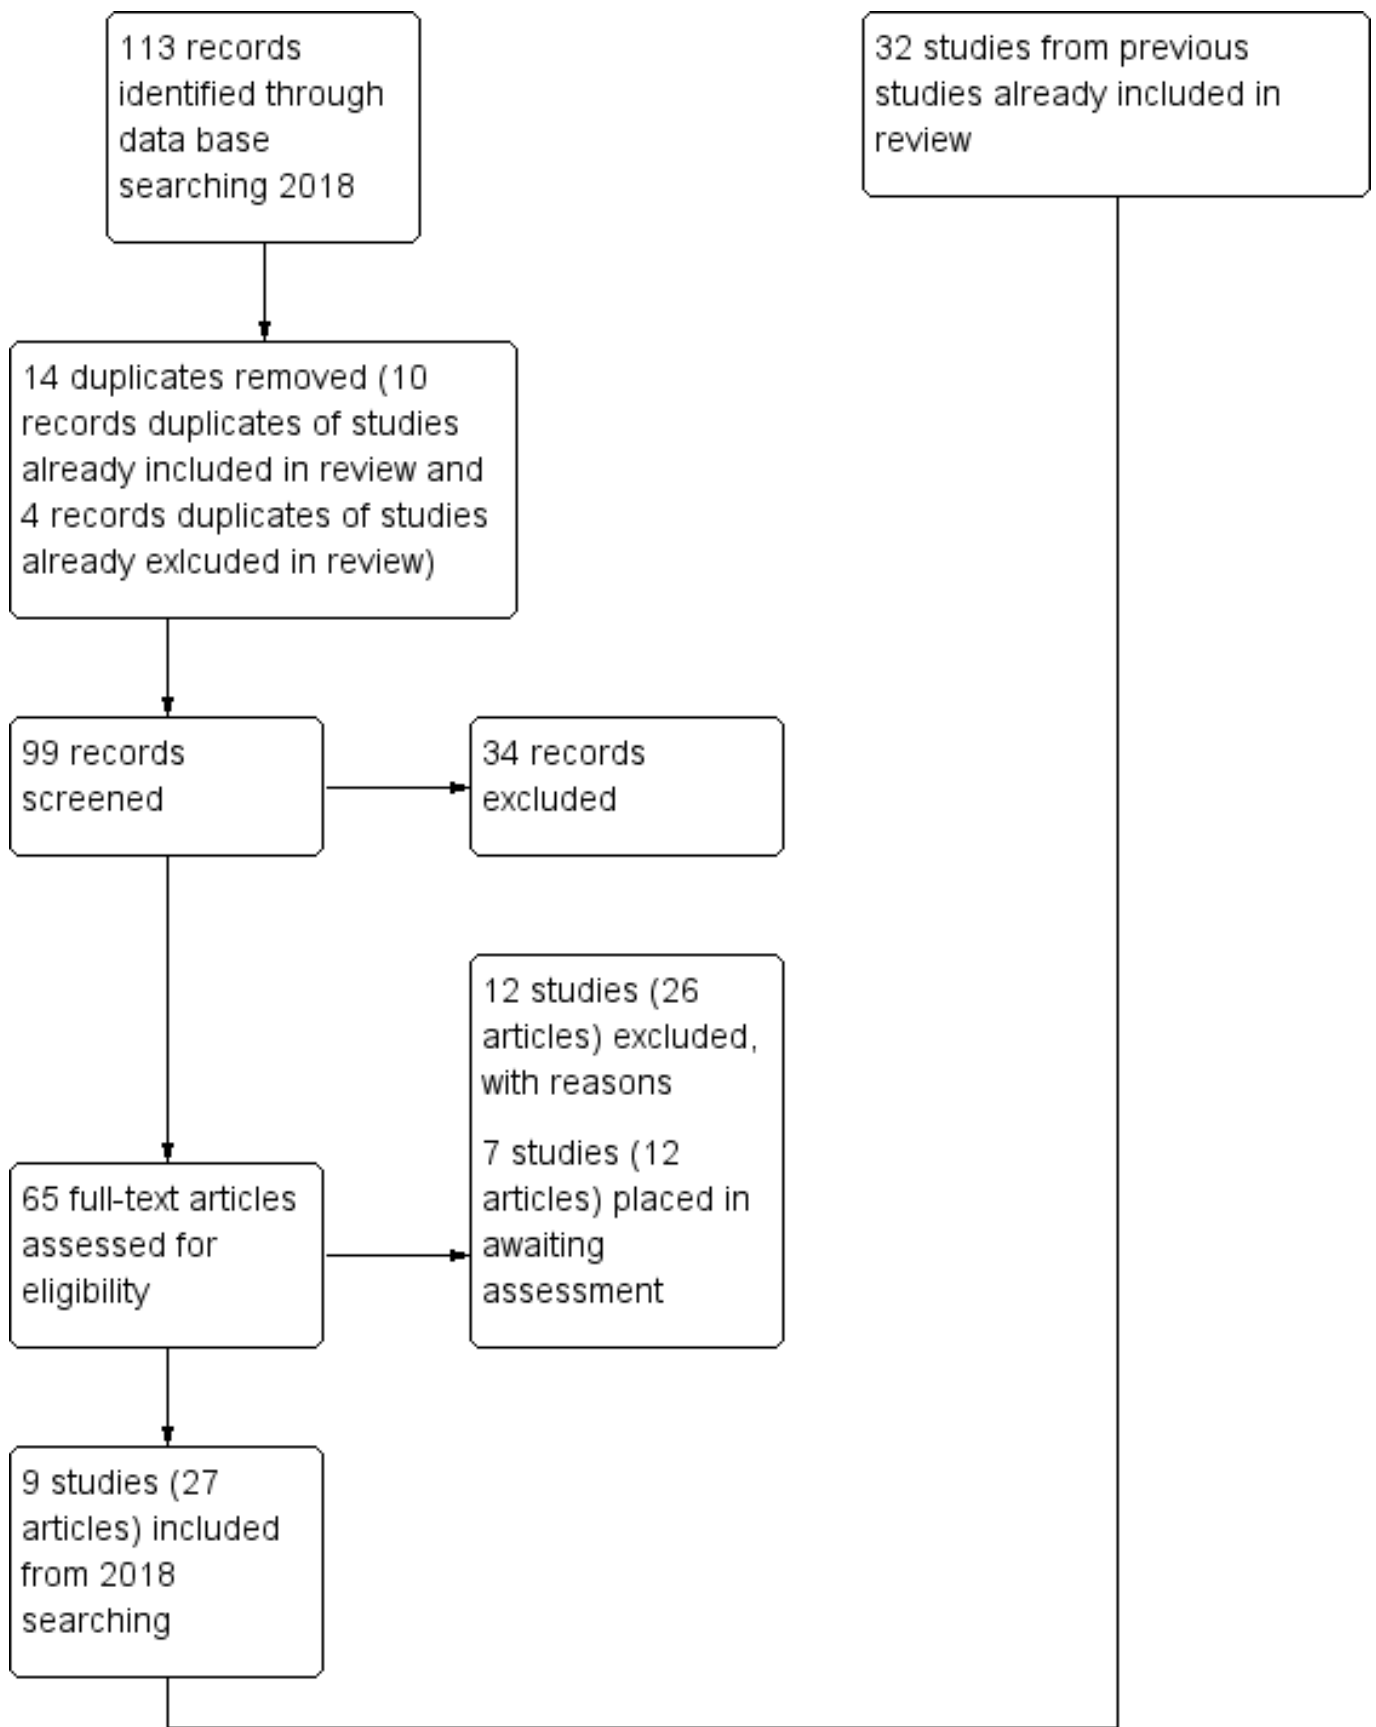 113 records
identified through
data base
searching 2018
32 studies from previous
studies already included in
review
14 duplicates removed (10
records duplicates of studies
already included in review and
4 records duplicates of studies
already exlcuded in review)
99 records
screened
34 records
excluded
12 studies (26
articles) excluded,
with reasons
7 studies (12
articles) placed in
awaiting
assessment
65 full-text articles
assessed for
eligibility
9 studies (27
articles) included
from 2018
searching